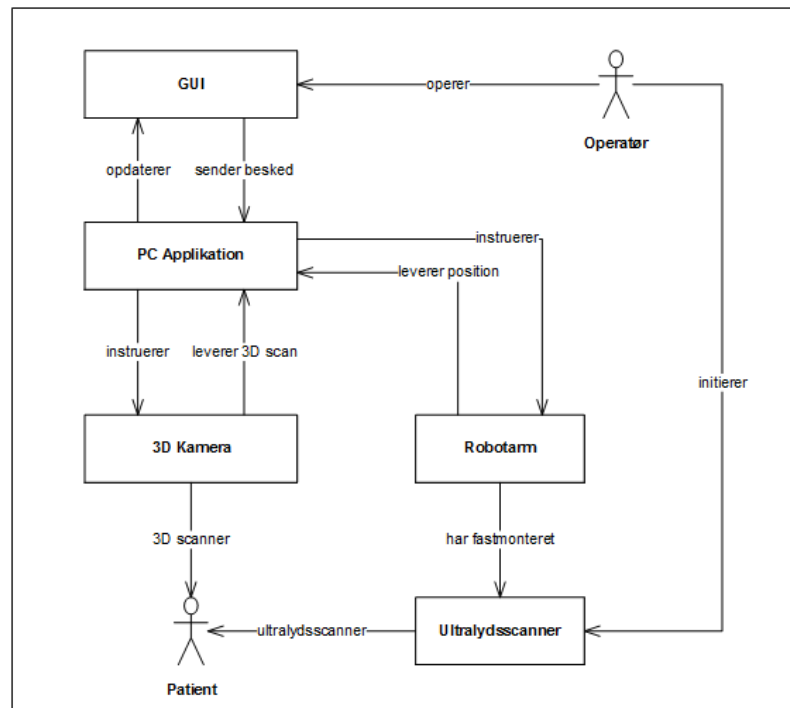 GUI
operer
Operatør
opdaterer
sender besked
PC Applikation
instruerer
leverer position
instruerer
leverer 3D scan
initierer
3D Kamera
Robotarm
3D scanner
har fastmonteret
ultralydsscanner
Ultralydsscanner
Patient